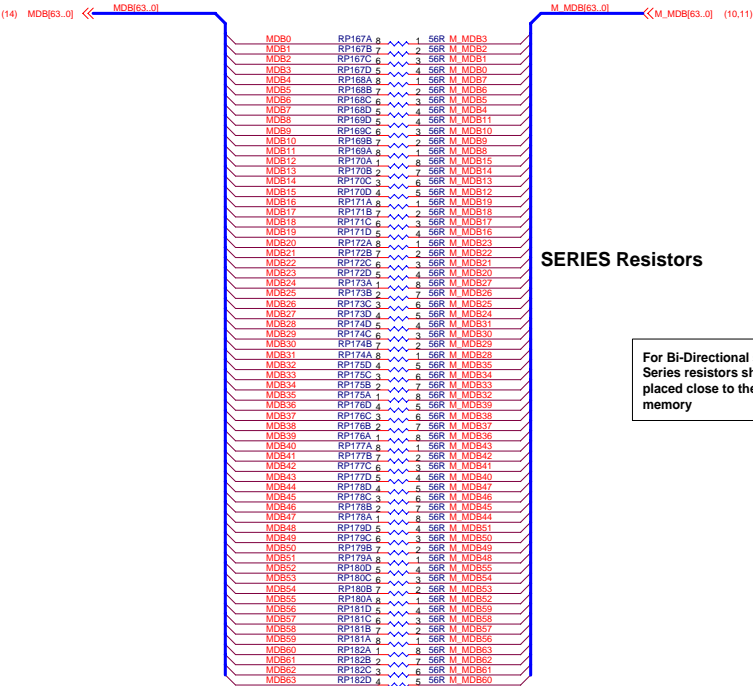 (14) MDB[63..0] MDB[63..0] M_MDB[63..0] M_MDB[63..0] (10,11)
MDB0 RP167A 8 1 56R M_MDB3
MDB1 RP167B 7 2 56R M_MDB2
MDB2 RP167C 6 3 56R M_MDB1
MDB3 RP167D 5 4 56R M_MDB0
MDB4 RP168A 8 1 56R M_MDB7
MDB5 RP168B 7 2 56R M_MDB6
MDB6 RP168C 6 3 56R M_MDB5
MDB7 RP168D 5 4 56R M_MDB4
MDB8 RP169D 5 4 56R M_MDB11
MDB9 RP169C 6 3 56R M_MDB10
MDB10 RP169B 7 2 56R M_MDB9
MDB11 RP169A 8 1 56R M_MDB8
MDB12 RP170A 1 8 56R M_MDB15
MDB13 RP170B 2 7 56R M_MDB14
MDB14 RP170C 3 6 56R M_MDB13
MDB15 RP170D 4 5 56R M_MDB12
MDB16 RP171A 8 1 56R M_MDB19
MDB17 RP171B 7 2 56R M_MDB18
MDB18 RP171C 6 3 56R M_MDB17
MDB19 RP171D 5 4 56R M_MDB16
MDB20 RP172A 8 1 56R M_MDB23
MDB21 RP172B 7 2 56R M_MDB22
MDB22 RP172C 6 3 56R M_MDB21
MDB23 RP172D 5 4 56R M_MDB20
SERIES Resistors
MDB24 RP173A 1 8 56R M_MDB27
MDB25 RP173B 2 7 56R M_MDB26
MDB26 RP173C 3 6 56R M_MDB25
MDB27 RP173D 4 5 56R M_MDB24
MDB28 RP174D 5 4 56R M_MDB31
MDB29 RP174C 6 3 56R M_MDB30
MDB30 RP174B 7 2 56R M_MDB29
MDB31 RP174A 8 1 56R M_MDB28
MDB32 RP175D 4 5 56R M_MDB35
MDB33 RP175C 3 6 56R M_MDB34
MDB34 RP175B 2 7 56R M_MDB33
MDB35 RP175A 1 8 56R M_MDB32
MDB36 RP176D 4 5 56R M_MDB39
MDB37 RP176C 3 6 56R M_MDB38
MDB38 RP176B 2 7 56R M_MDB37
MDB39 RP176A 1 8 56R M_MDB36
For Bi-Directional
Series resistors sh
placed close to the
memory
MDB40 RP177A 8 1 56R M_MDB43
MDB41 RP177B 7 2 56R M_MDB42
MDB42 RP177C 6 3 56R M_MDB41
MDB43 RP177D 5 4 56R M_MDB40
MDB44 RP178D 4 5 56R M_MDB47
MDB45 RP178C 3 6 56R M_MDB46
MDB46 RP178B 2 7 56R M_MDB45
MDB47 RP178A 1 8 56R M_MDB44
MDB48 RP179D 5 4 56R M_MDB51
MDB49 RP179C 6 3 56R M_MDB50
MDB50 RP179B 7 2 56R M_MDB49
MDB51 RP179A 8 1 56R M_MDB48
MDB52 RP180D 5 4 56R M_MDB55
MDB53 RP180C 6 3 56R M_MDB54
MDB54 RP180B 7 2 56R M_MDB53
MDB55 RP180A 8 1 56R M_MDB52
MDB56 RP181D 5 4 56R M_MDB59
MDB57 RP181C 6 3 56R M_MDB58
MDB58 RP181B 7 2 56R M_MDB57
MDB59 RP181A 8 1 56R M_MDB56
MDB60 RP182A 1 8 56R M_MDB63
MDB61 RP182B 2 7 56R M_MDB62
MDB62 RP182C 3 6 56R M_MDB61
MDB63 RP182D 4 5 56R M_MDB60